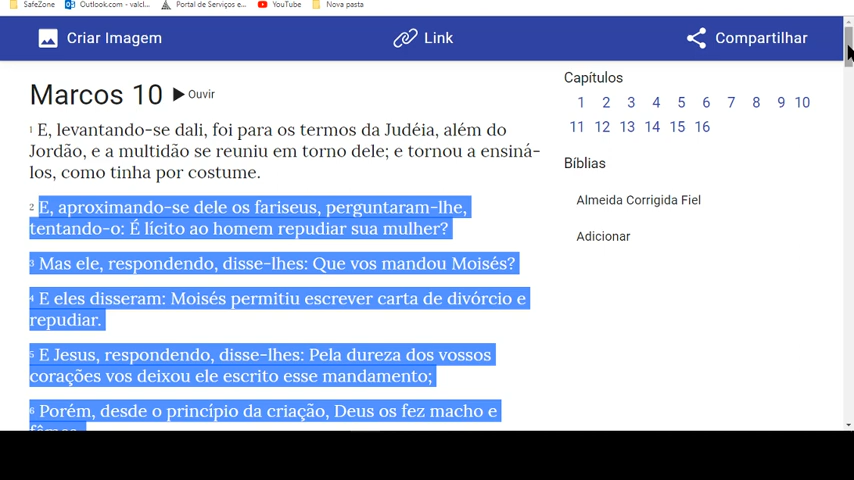 SafeZone Outlook.com - valcl... Portal de Serviços e... YouTube Nova pasta
Criar Imagem Link Compartilhar
Marcos 10 Ouvir
1 E, levantando-se dali, foi para os termos da Judéia, além do
Jordão, e a multidão se reuniu em torno dele; e tornou a ensiná-
los, como tinha por costume.
2 E, aproximando-se dele os fariseus, perguntaram-lhe,
tentando-o: É lícito ao homem repudiar sua mulher?
3 Mas ele, respondendo, disse-lhes: Que vos mandou Moisés?
4 E eles disseram: Moisés permitiu escrever carta de divórcio e
repudiar.
5 E Jesus, respondendo, disse-lhes: Pela dureza dos vossos
corações vos deixou ele escrito esse mandamento;
6 Porém, desde o princípio da criação, Deus os fez macho e
Capítulos
1 2 3 4 5 6 7 8 9 10
11 12 13 14 15 16
Bíblias
Almeida Corrigida Fiel
Adicionar